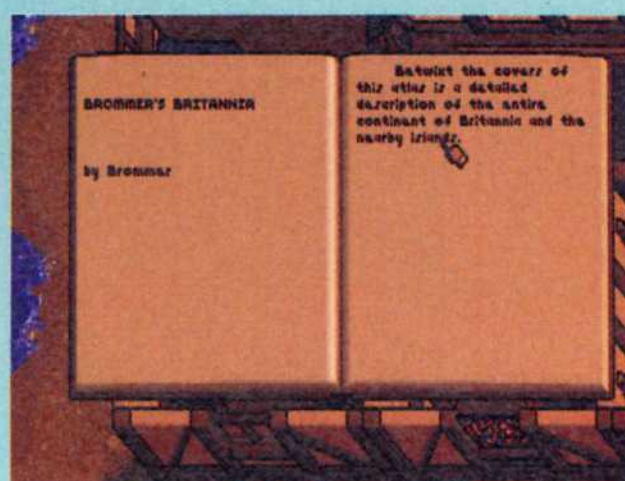 BROMMER'S BRITANNIA
by Brommer
Betwixt the covers of
this atlas is a detailed
description of the entire
continent of Britannia and the
nearby islands.